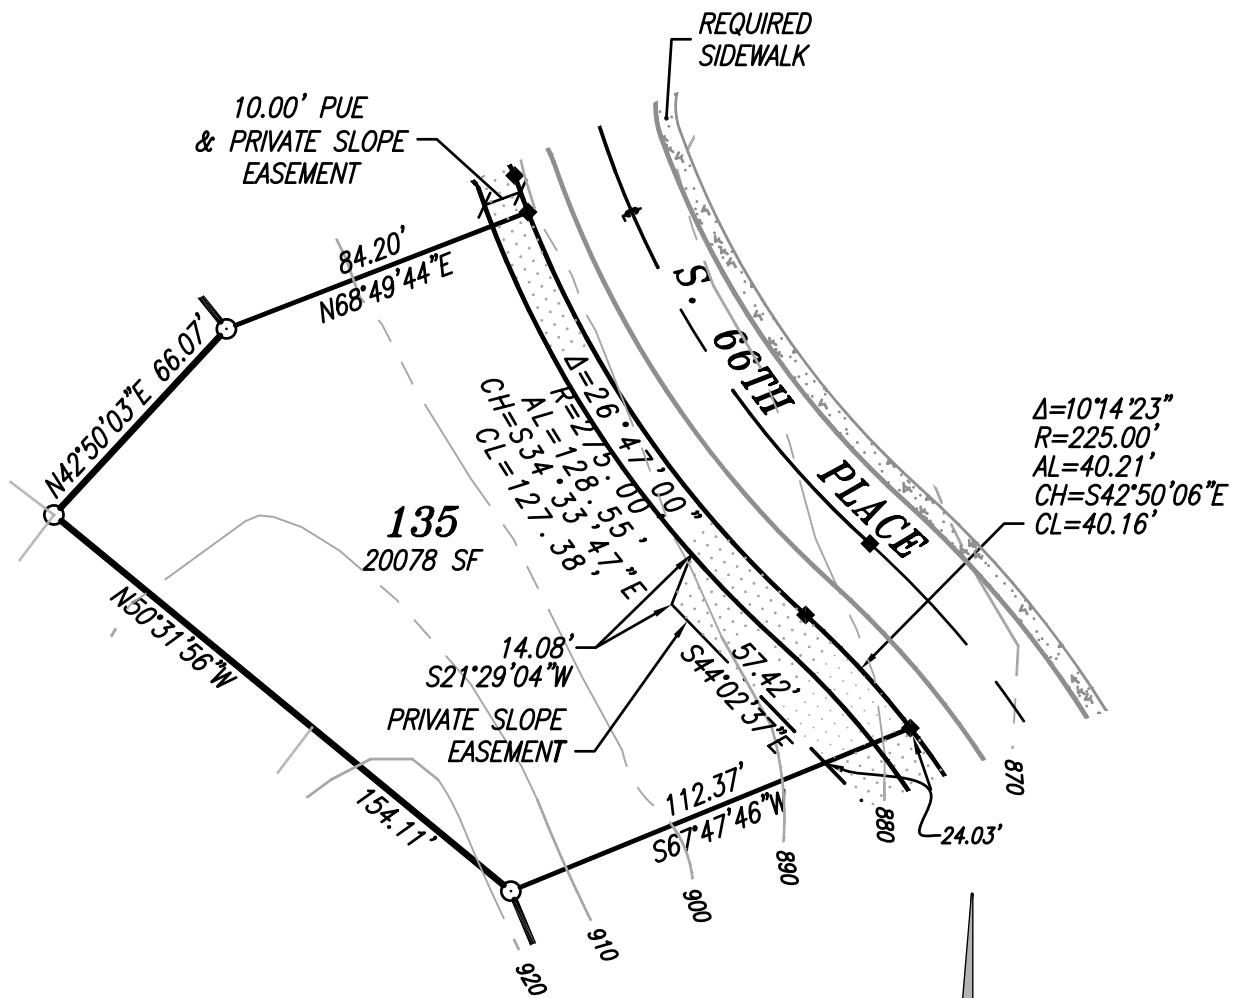 REQUIRED
SIDEWALK
10.00' PUE
& PRIVATE SLOPE
EASEMENT
84.20'
N68°49'44"E
N42°50'03"E 66.07'
S. 66TH PLACE
Δ=26°47'00"
R=275.00'
AL=128.55'
CH=S34°33'47"E
CL=127.38'
Δ=10°14'23"
R=225.00'
AL=40.21'
CH=S42°50'06"E
CL=40.16'
135
20078 SF
N50°31'56"W
154.11'
14.08'
S21°29'04"W
57.42'
S44°02'37"E
PRIVATE SLOPE
EASEMENT
112.37'
S67°47'46"W
24.03'
870
880
890
900
910
920